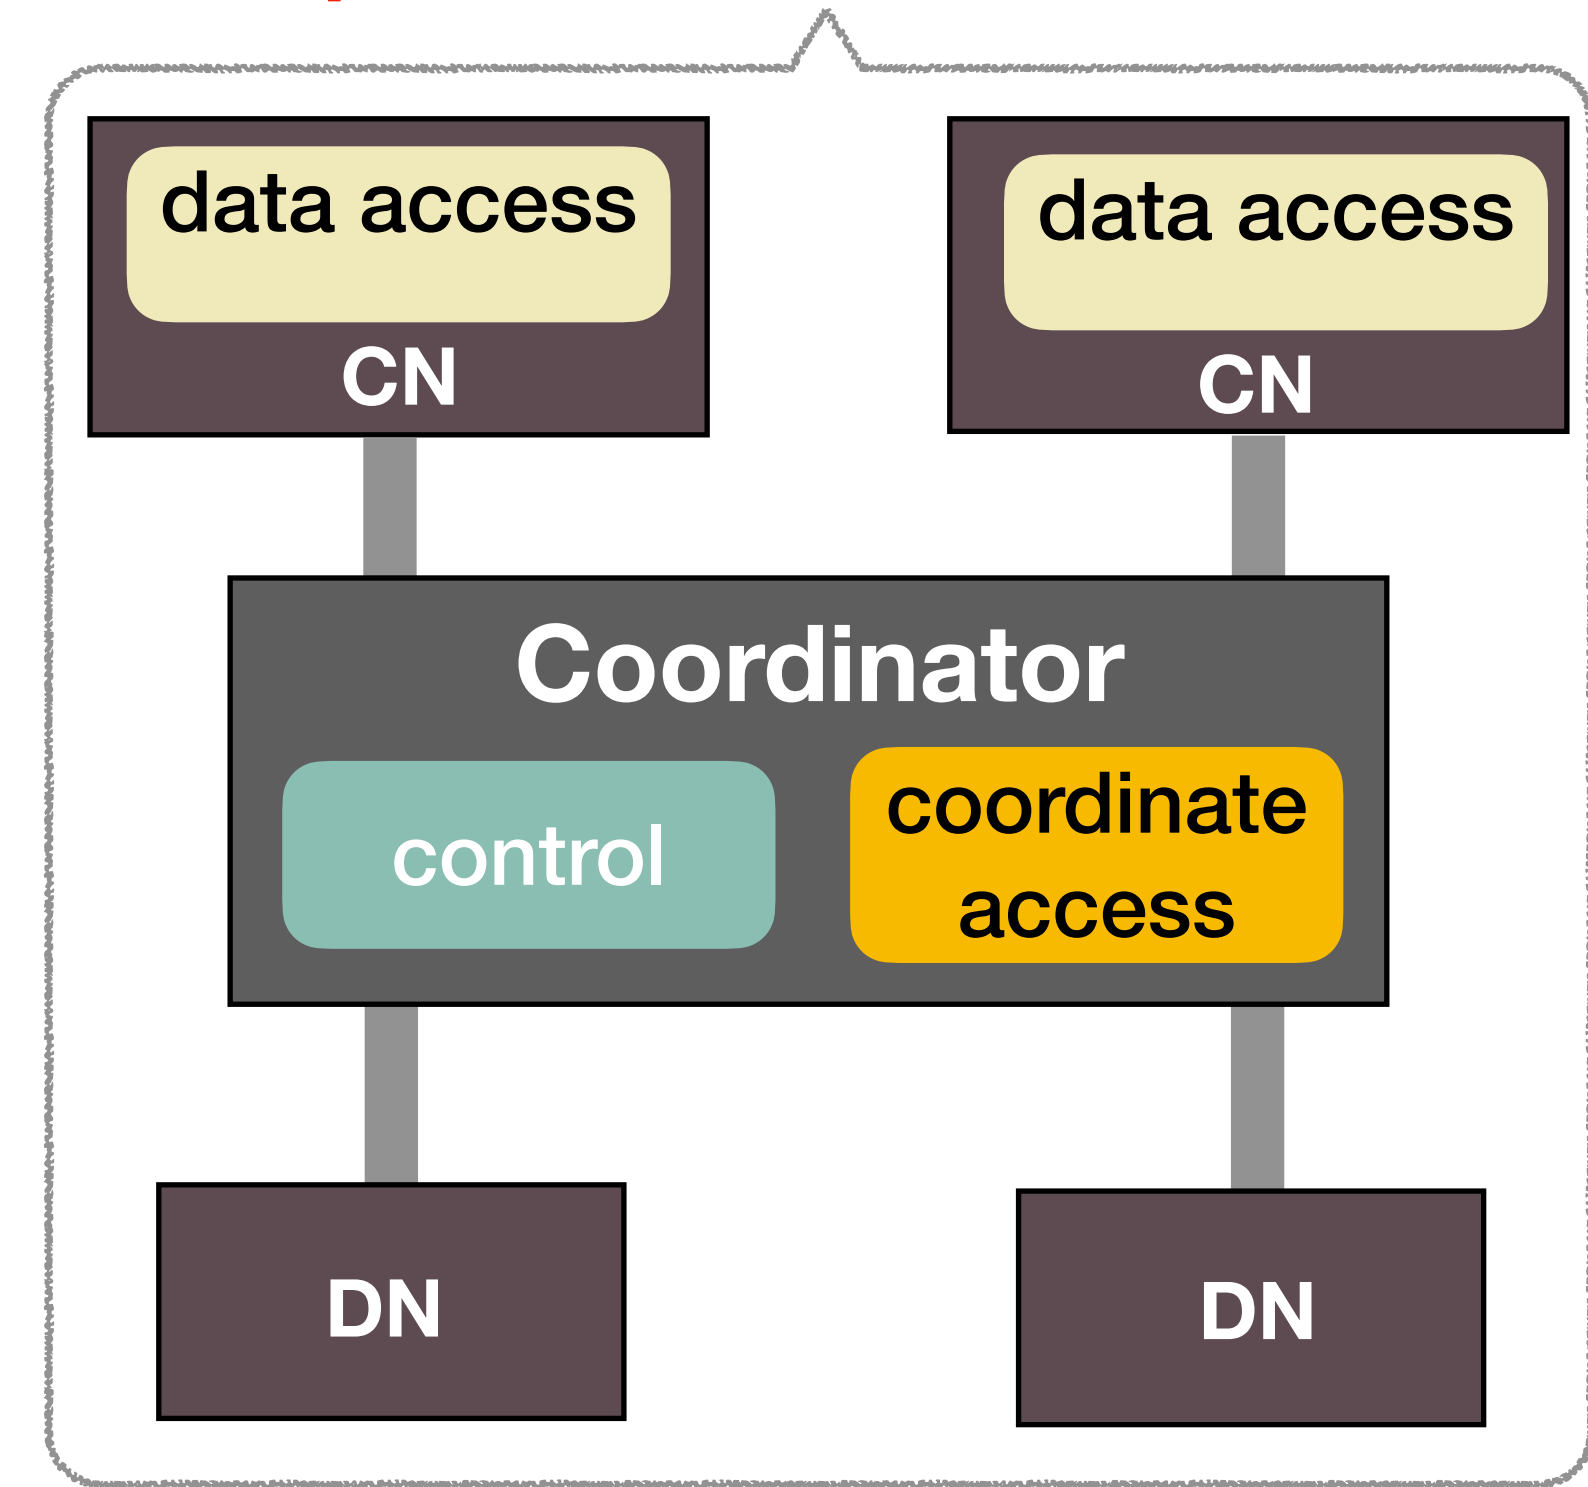 data access
CN
data access
CN
Coordinator
control
coordinate
access
DN
DN